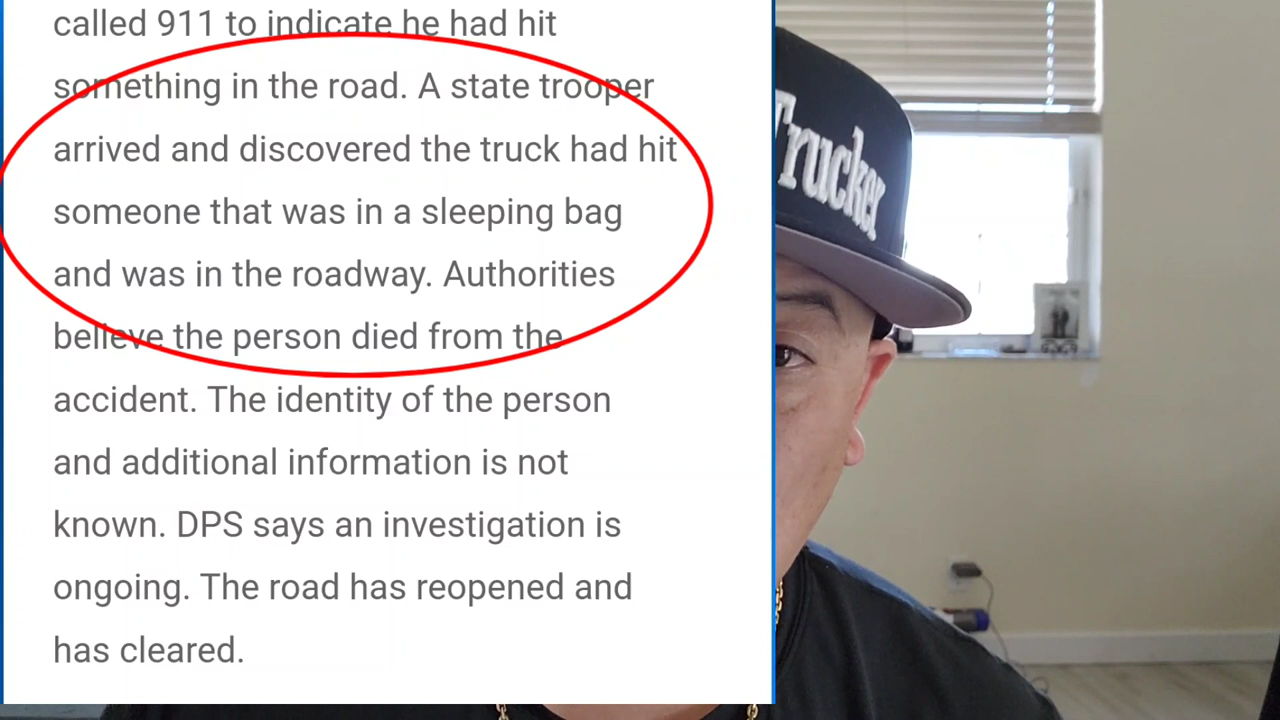 called 911 to indicate he had hit
something in the road. A state trooper
arrived and discovered the truck had hit
someone that was in a sleeping bag
and was in the roadway. Authorities
believe the person died from the
accident. The identity of the person
and additional information is not
known. DPS says an investigation is
ongoing. The road has reopened and
has cleared.
Trucker